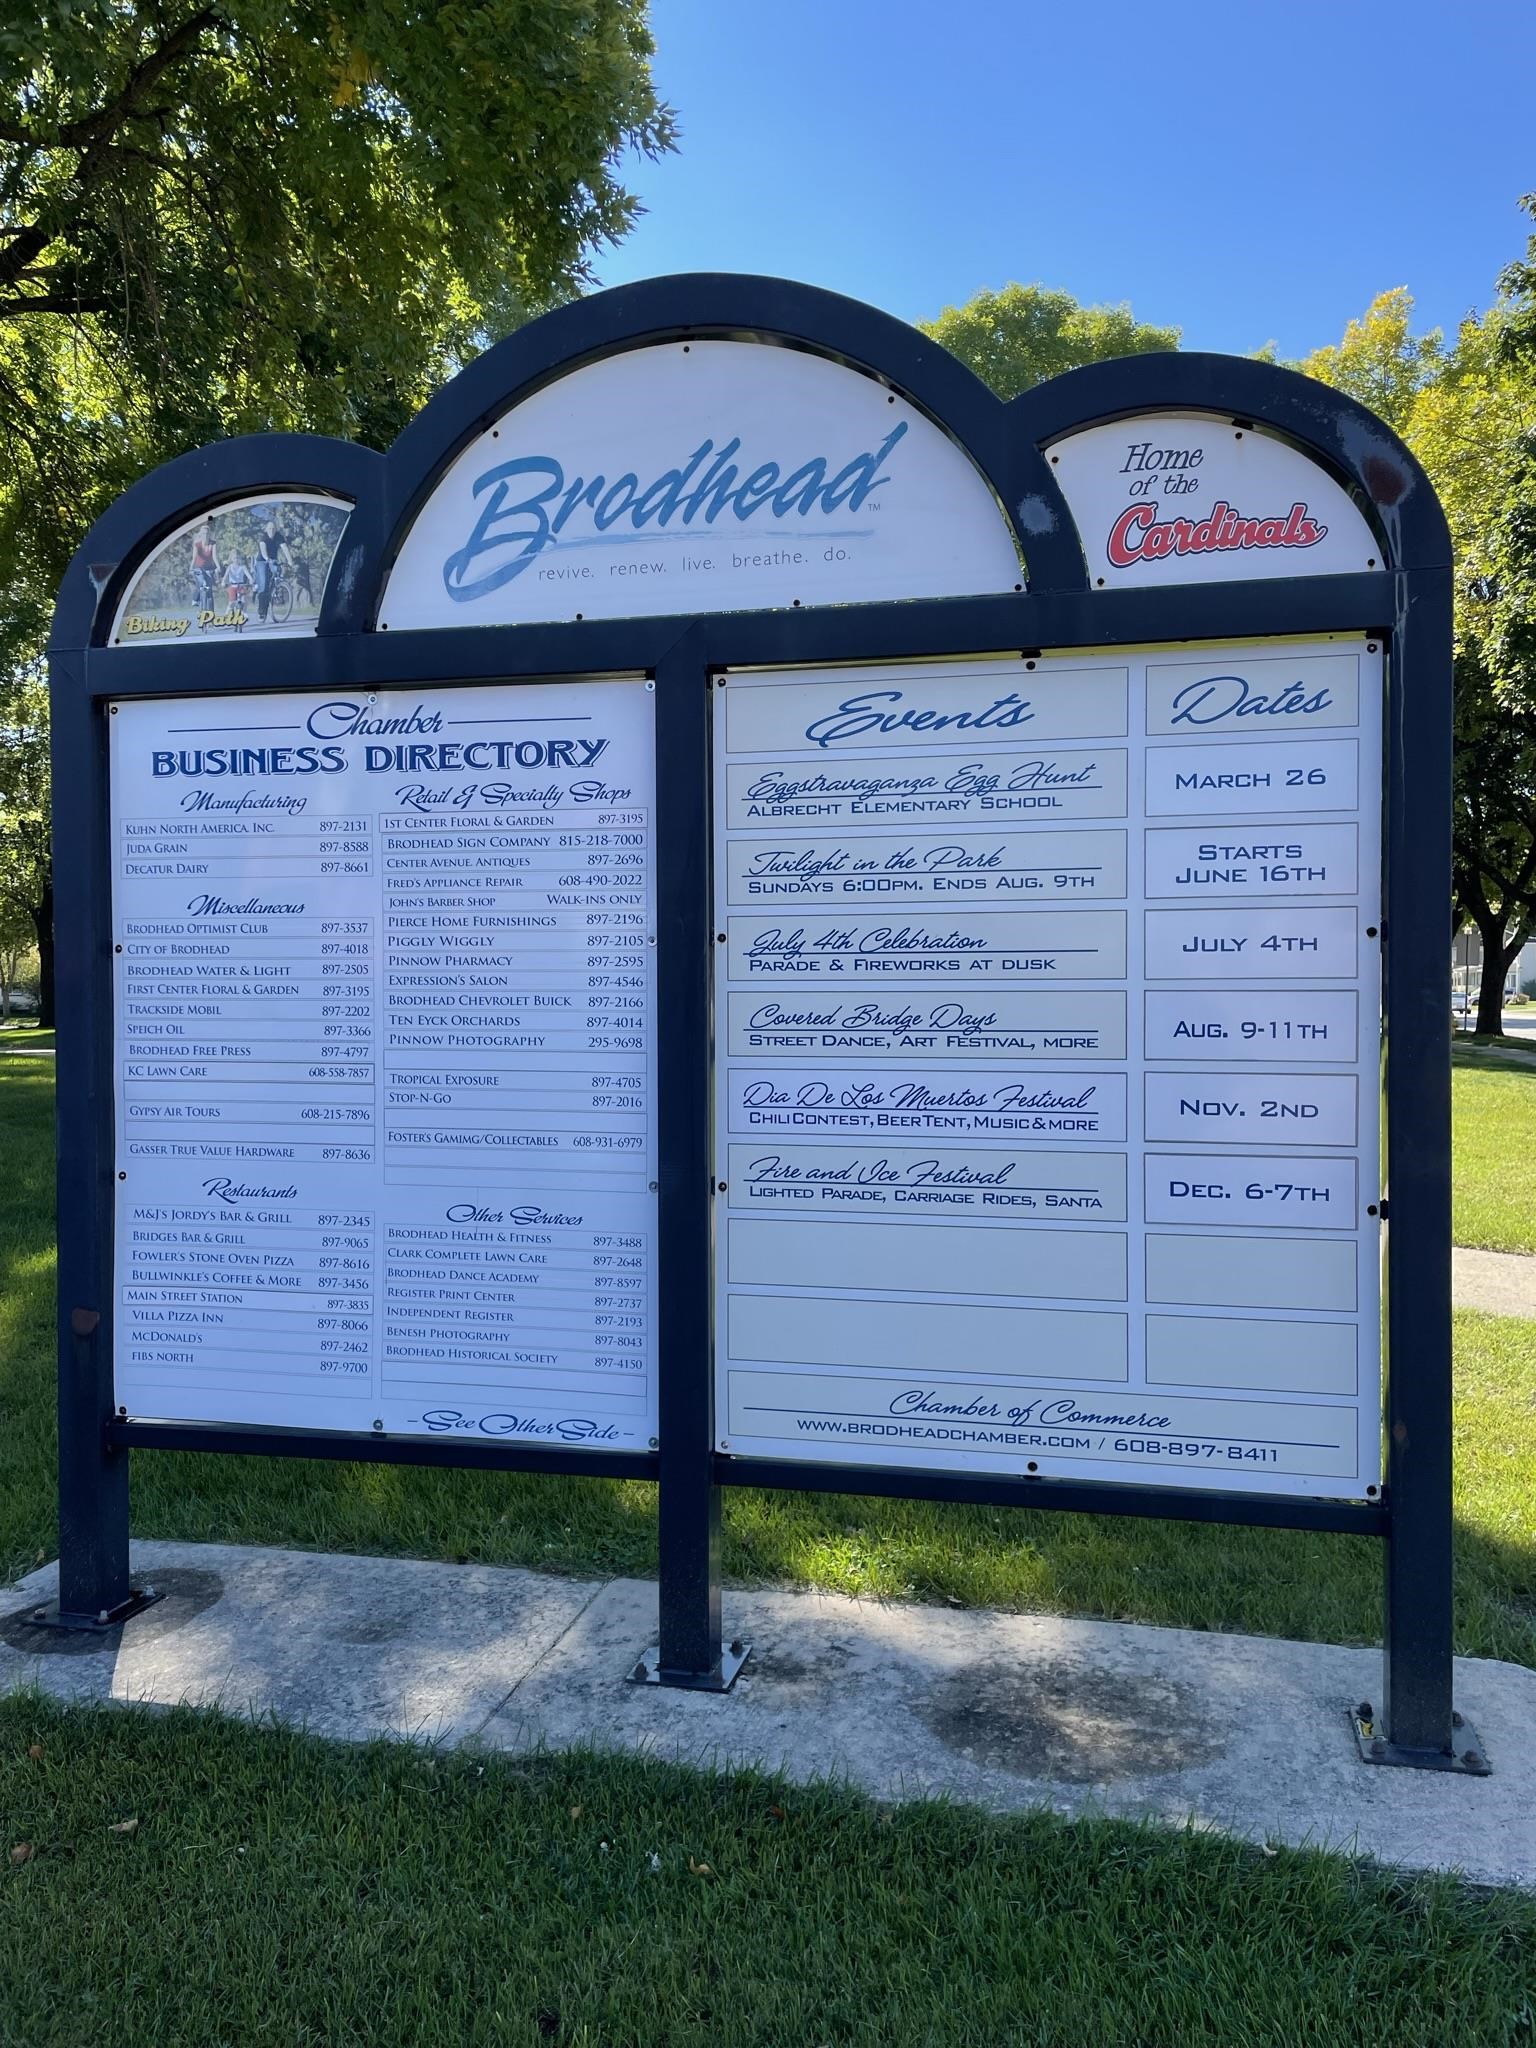 Biking Path
Brodhead™
revive. renew. live. breathe. do.
Home
of the
Cardinals
Chamber
BUSINESS DIRECTORY
Manufacturing
KUHN NORTH AMERICA, INC. 897-2131
JUDA GRAIN 897-8588
DECATUR DAIRY 897-8661
Miscellaneous
BRODHEAD OPTIMIST CLUB 897-3537
CITY OF BRODHEAD 897-4018
BRODHEAD WATER & LIGHT 897-2505
FIRST CENTER FLORAL & GARDEN 897-3195
TRACKSIDE MOBIL 897-2202
SPEICH OIL 897-3366
BRODHEAD FREE PRESS 897-4797
KC LAWN CARE 608-558-7857
GYPSY AIR TOURS 608-215-7896
GASSER TRUE VALUE HARDWARE 897-8636
Restaurants
M&J'S JORDY'S BAR & GRILL 897-2345
BRIDGES BAR & GRILL 897-9065
FOWLER'S STONE OVEN PIZZA 897-8616
BULLWINKLE'S COFFEE & MORE 897-3456
MAIN STREET STATION 897-3835
VILLA PIZZA INN 897-8066
MCDONALD'S 897-2462
FIBS NORTH 897-9700
Retail & Specialty Shops
1ST CENTER FLORAL & GARDEN 897-3195
BRODHEAD SIGN COMPANY 815-218-7000
CENTER AVENUE. ANTIQUES 897-2696
FRED'S APPLIANCE REPAIR 608-490-2022
JOHN'S BARBER SHOP WALK-INS ONLY
PIERCE HOME FURNISHINGS 897-2196
PIGGLY WIGGLY 897-2105
PINNOW PHARMACY 897-2595
EXPRESSION'S SALON 897-4546
BRODHEAD CHEVROLET BUICK 897-2166
TEN EYCK ORCHARDS 897-4014
PINNOW PHOTOGRAPHY 295-9698
TROPICAL EXPOSURE 897-4705
STOP-N-GO 897-2016
FOSTER'S GAMIMG/COLLECTABLES 608-931-6979
Other Services
BRODHEAD HEALTH & FITNESS 897-3488
CLARK COMPLETE LAWN CARE 897-2648
BRODHEAD DANCE ACADEMY 897-8597
REGISTER PRINT CENTER 897-2737
INDEPENDENT REGISTER 897-2193
BENESH PHOTOGRAPHY 897-8043
BRODHEAD HISTORICAL SOCIETY 897-4150
- See Other Side -
Events Dates
Eggstravaganza Egg Hunt
ALBRECHT ELEMENTARY SCHOOL
MARCH 26
Twilight in the Park
SUNDAYS 6:00PM. ENDS AUG. 9TH
STARTS
JUNE 16TH
July 4th Celebration
PARADE & FIREWORKS AT DUSK
JULY 4TH
Covered Bridge Days
STREET DANCE, ART FESTIVAL, MORE
AUG. 9-11TH
Dia De Los Muertos Festival
CHILI CONTEST, BEER TENT, MUSIC & MORE
NOV. 2ND
Fire and Ice Festival
LIGHTED PARADE, CARRIAGE RIDES, SANTA
DEC. 6-7TH
Chamber of Commerce
WWW.BRODHEADCHAMBER.COM / 608-897-8411